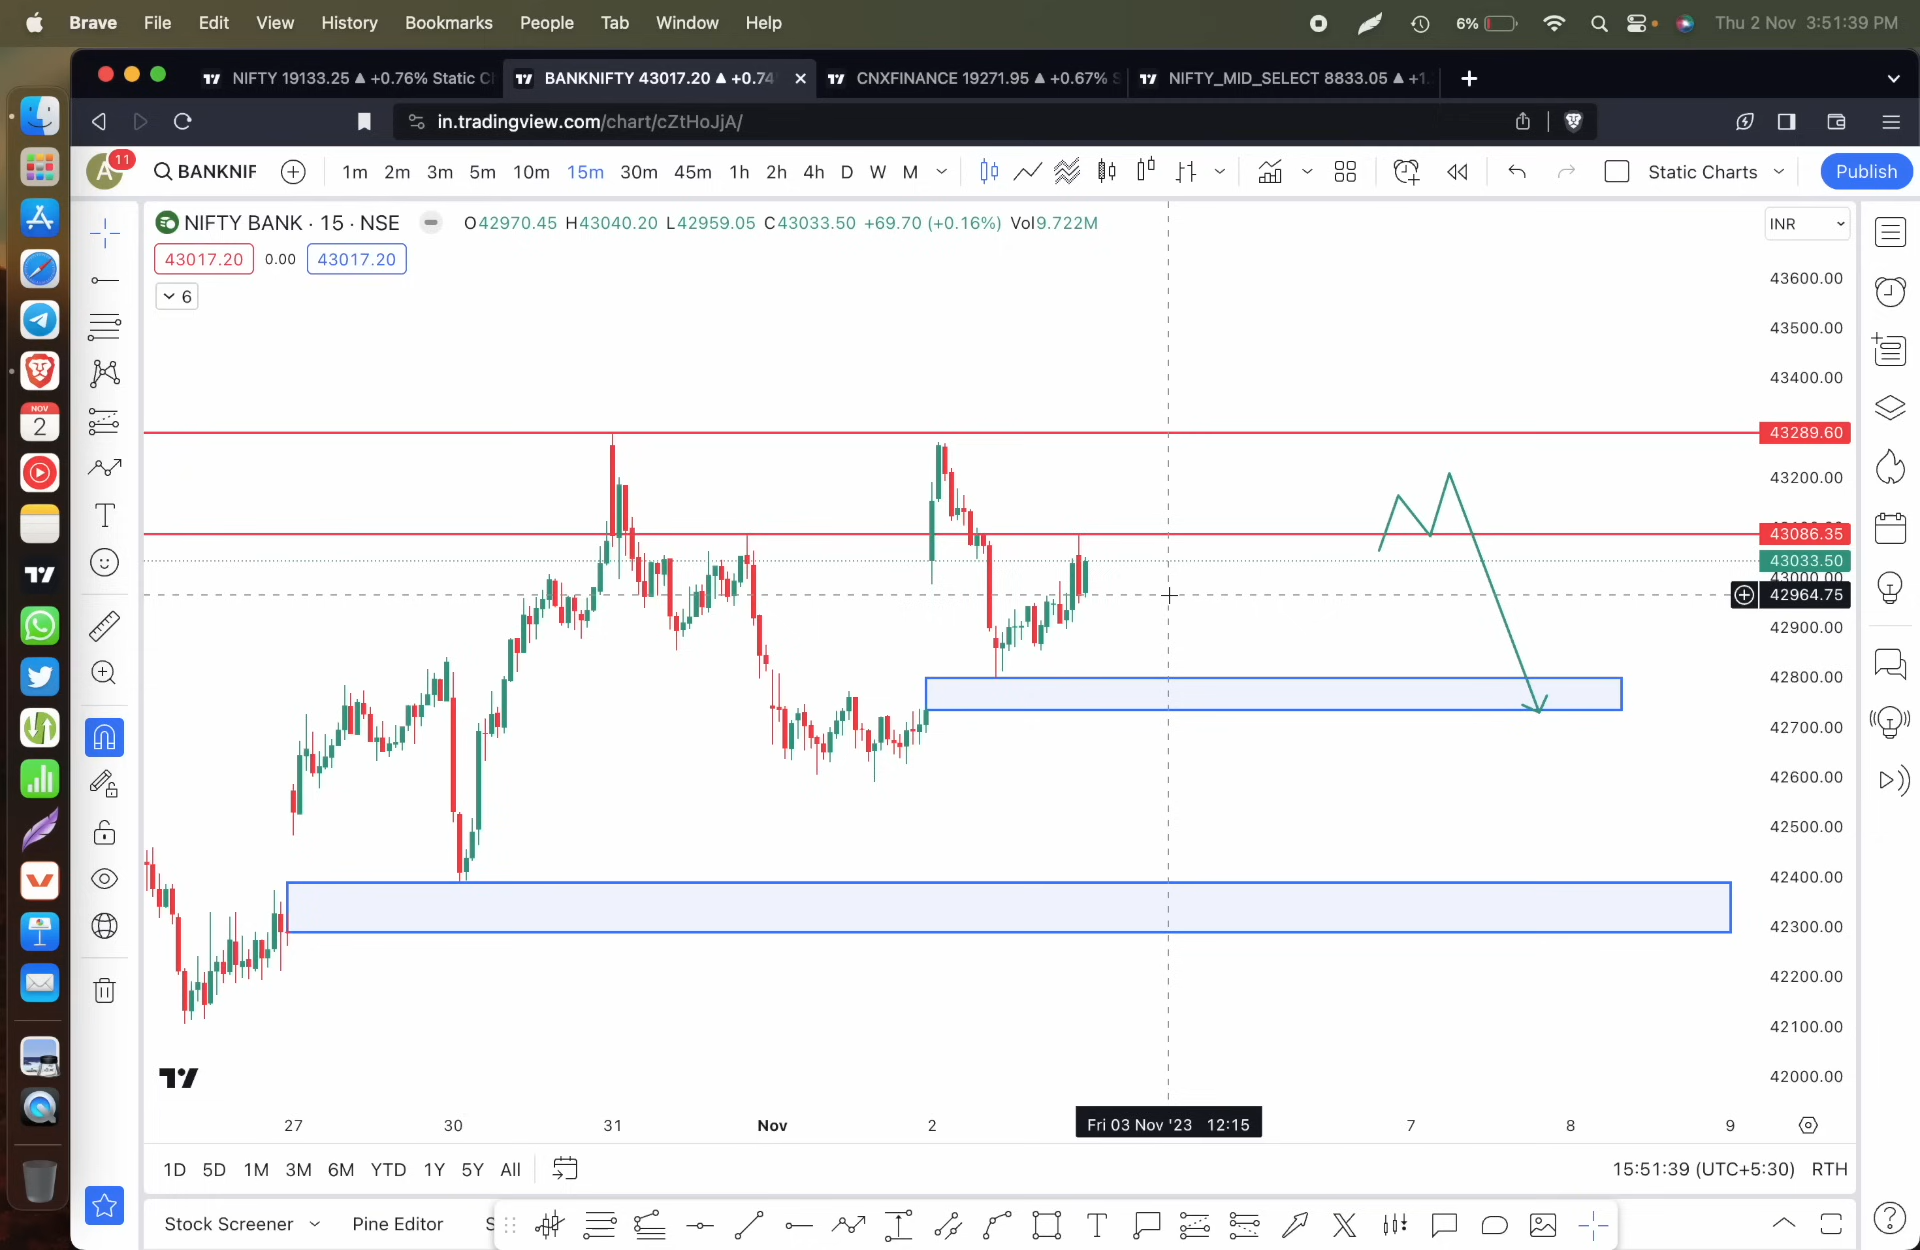 Brave File Edit View History Bookmarks People Tab Window Help 6% Thu 2 Nov 3:51:39 PM
NIFTY 19133.25 ▲ +0.76% Static Ch BANKNIFTY 43017.20 ▲ +0.74 CNXFINANCE 19271.95 ▲ +0.67% S NIFTY_MID_SELECT 8833.05 ▲ +1.
in.tradingview.com/chart/cZtHoJjA/
A 11 BANKNIF 1m 2m 3m 5m 10m 15m 30m 45m 1h 2h 4h D W M Static Charts Publish
NIFTY BANK · 15 · NSE O42970.45 H43040.20 L42959.05 C43033.50 +69.70 (+0.16%) Vol9.722M INR
43017.20 0.00 43017.20
6
43600.00
43500.00
43400.00
43289.60
43200.00
43086.35
43033.50
43000.00
42964.75
42900.00
42800.00
42700.00
42600.00
42500.00
42400.00
42300.00
42200.00
42100.00
42000.00
NOV
2
27 30 31 Nov 2 Fri 03 Nov '23 12:15 7 8 9
1D 5D 1M 3M 6M YTD 1Y 5Y All 15:51:39 (UTC+5:30) RTH
Stock Screener Pine Editor S